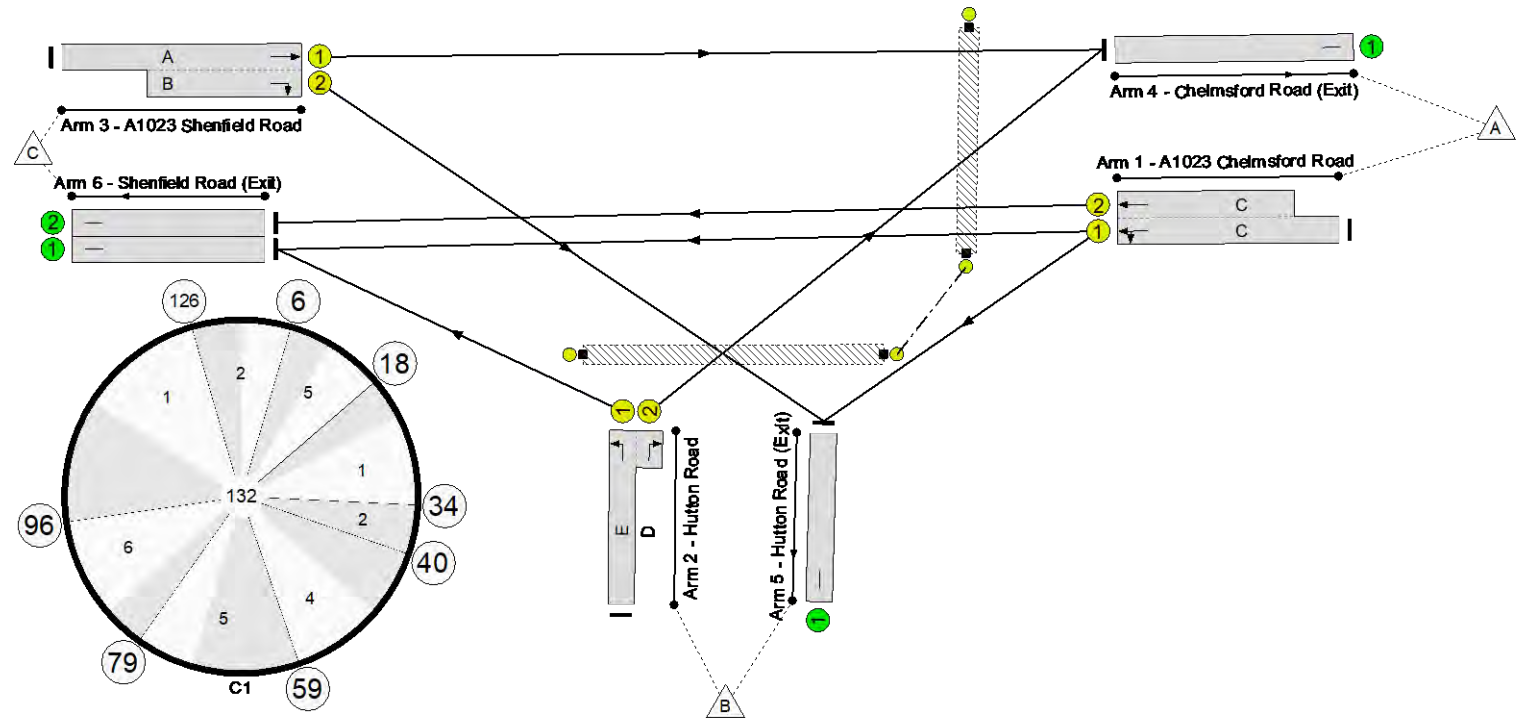 A
1
B
2
Arm 3 - A1023 Shenfield Road
C
Arm 6 - Shenfield Road (Exit)
2
1
1
Arm 4 - Chelmsford Road (Exit)
A
Arm 1 - A1023 Chelmsford Road
2
C
1
C
126
6
18
34
40
59
79
96
1
2
5
1
2
4
5
6
132
C1
1
2
E
D
Arm 2 - Hutton Road
Arm 5 - Hutton Road (Exit)
1
B